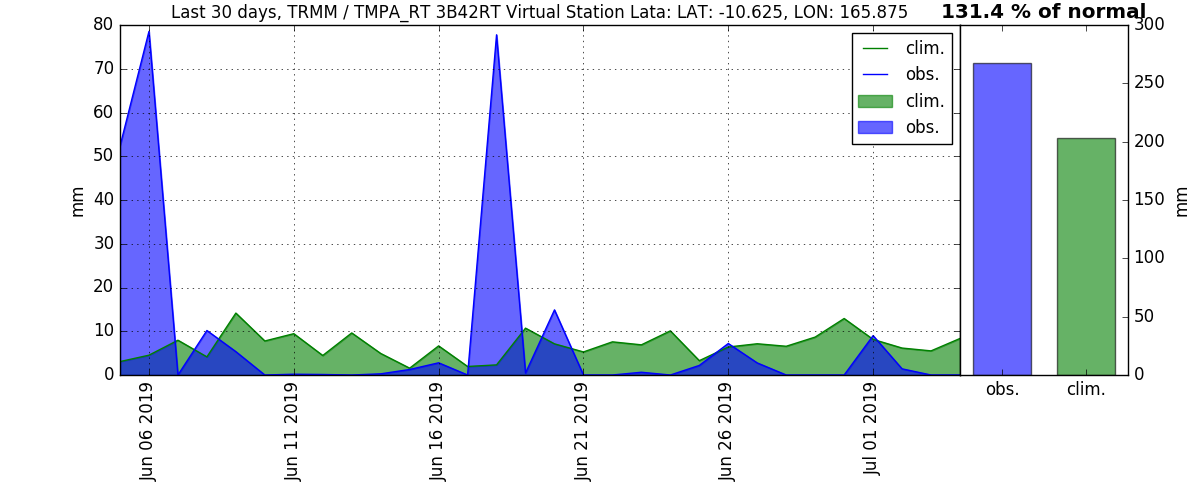 Last 30 days, TRMM / TMPA_RT 3B42RT Virtual Station Lata: LAT: -10.625, LON: 165.875
131.4 % of normal
80
70
60
50
40
30
20
10
0
mm
clim.
obs.
clim.
obs.
300
250
200
150
100
50
0
mm
Jun 06 2019
Jun 11 2019
Jun 16 2019
Jun 21 2019
Jun 26 2019
Jul 01 2019
obs.
clim.